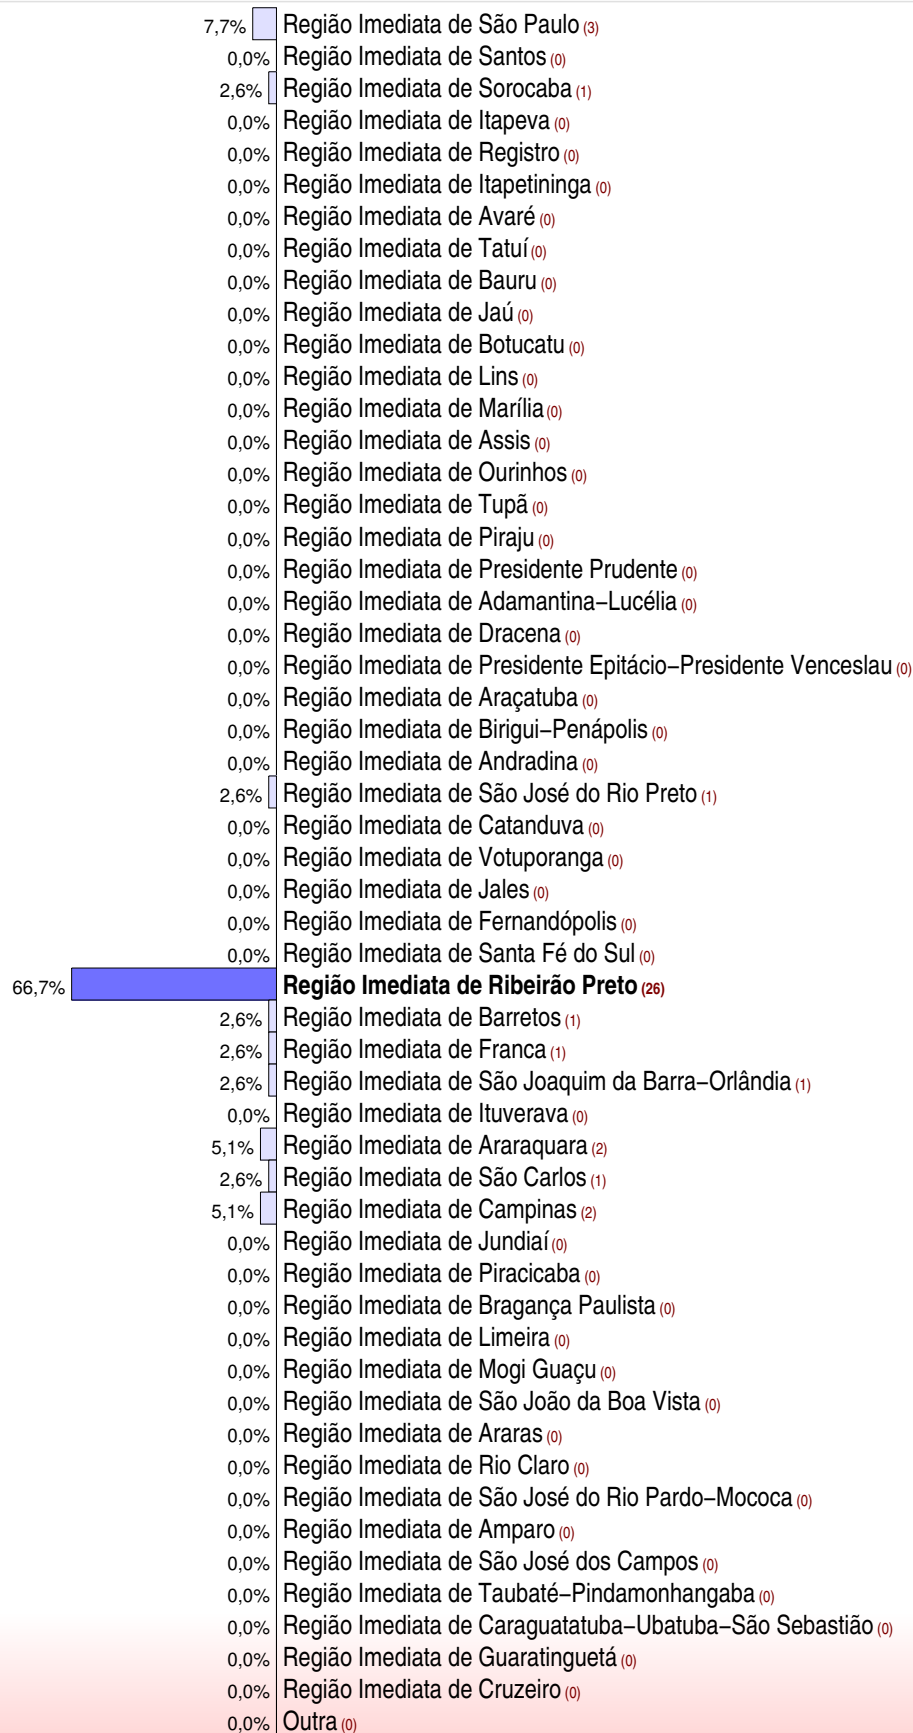 7,7% Região Imediata de São Paulo (3)
0,0% Região Imediata de Santos (0)
2,6% Região Imediata de Sorocaba (1)
0,0% Região Imediata de Itapeva (0)
0,0% Região Imediata de Registro (0)
0,0% Região Imediata de Itapetininga (0)
0,0% Região Imediata de Avaré (0)
0,0% Região Imediata de Tatuí (0)
0,0% Região Imediata de Bauru (0)
0,0% Região Imediata de Jaú (0)
0,0% Região Imediata de Botucatu (0)
0,0% Região Imediata de Lins (0)
0,0% Região Imediata de Marília (0)
0,0% Região Imediata de Assis (0)
0,0% Região Imediata de Ourinhos (0)
0,0% Região Imediata de Tupã (0)
0,0% Região Imediata de Piraju (0)
0,0% Região Imediata de Presidente Prudente (0)
0,0% Região Imediata de Adamantina−Lucélia (0)
0,0% Região Imediata de Dracena (0)
0,0% Região Imediata de Presidente Epitácio−Presidente Venceslau (0)
0,0% Região Imediata de Araçatuba (0)
0,0% Região Imediata de Birigui−Penápolis (0)
0,0% Região Imediata de Andradina (0)
2,6% Região Imediata de São José do Rio Preto (1)
0,0% Região Imediata de Catanduva (0)
0,0% Região Imediata de Votuporanga (0)
0,0% Região Imediata de Jales (0)
0,0% Região Imediata de Fernandópolis (0)
0,0% Região Imediata de Santa Fé do Sul (0)
66,7% Região Imediata de Ribeirão Preto (26)
2,6% Região Imediata de Barretos (1)
2,6% Região Imediata de Franca (1)
2,6% Região Imediata de São Joaquim da Barra−Orlândia (1)
0,0% Região Imediata de Ituverava (0)
5,1% Região Imediata de Araraquara (2)
2,6% Região Imediata de São Carlos (1)
5,1% Região Imediata de Campinas (2)
0,0% Região Imediata de Jundiaí (0)
0,0% Região Imediata de Piracicaba (0)
0,0% Região Imediata de Bragança Paulista (0)
0,0% Região Imediata de Limeira (0)
0,0% Região Imediata de Mogi Guaçu (0)
0,0% Região Imediata de São João da Boa Vista (0)
0,0% Região Imediata de Araras (0)
0,0% Região Imediata de Rio Claro (0)
0,0% Região Imediata de São José do Rio Pardo−Mococa (0)
0,0% Região Imediata de Amparo (0)
0,0% Região Imediata de São José dos Campos (0)
0,0% Região Imediata de Taubaté−Pindamonhangaba (0)
0,0% Região Imediata de Caraguatatuba−Ubatuba−São Sebastião (0)
0,0% Região Imediata de Guaratinguetá (0)
0,0% Região Imediata de Cruzeiro (0)
0,0% Outra (0)